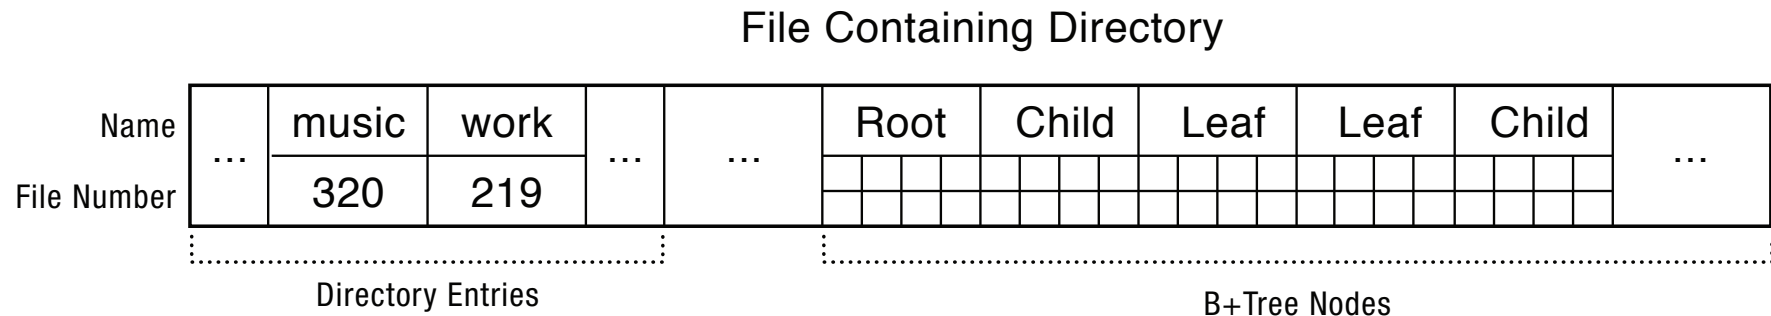 File Containing Directory
Name ... music work ... ... Root Child Leaf Leaf Child ...
File Number 320 219
Directory Entries
B+Tree Nodes